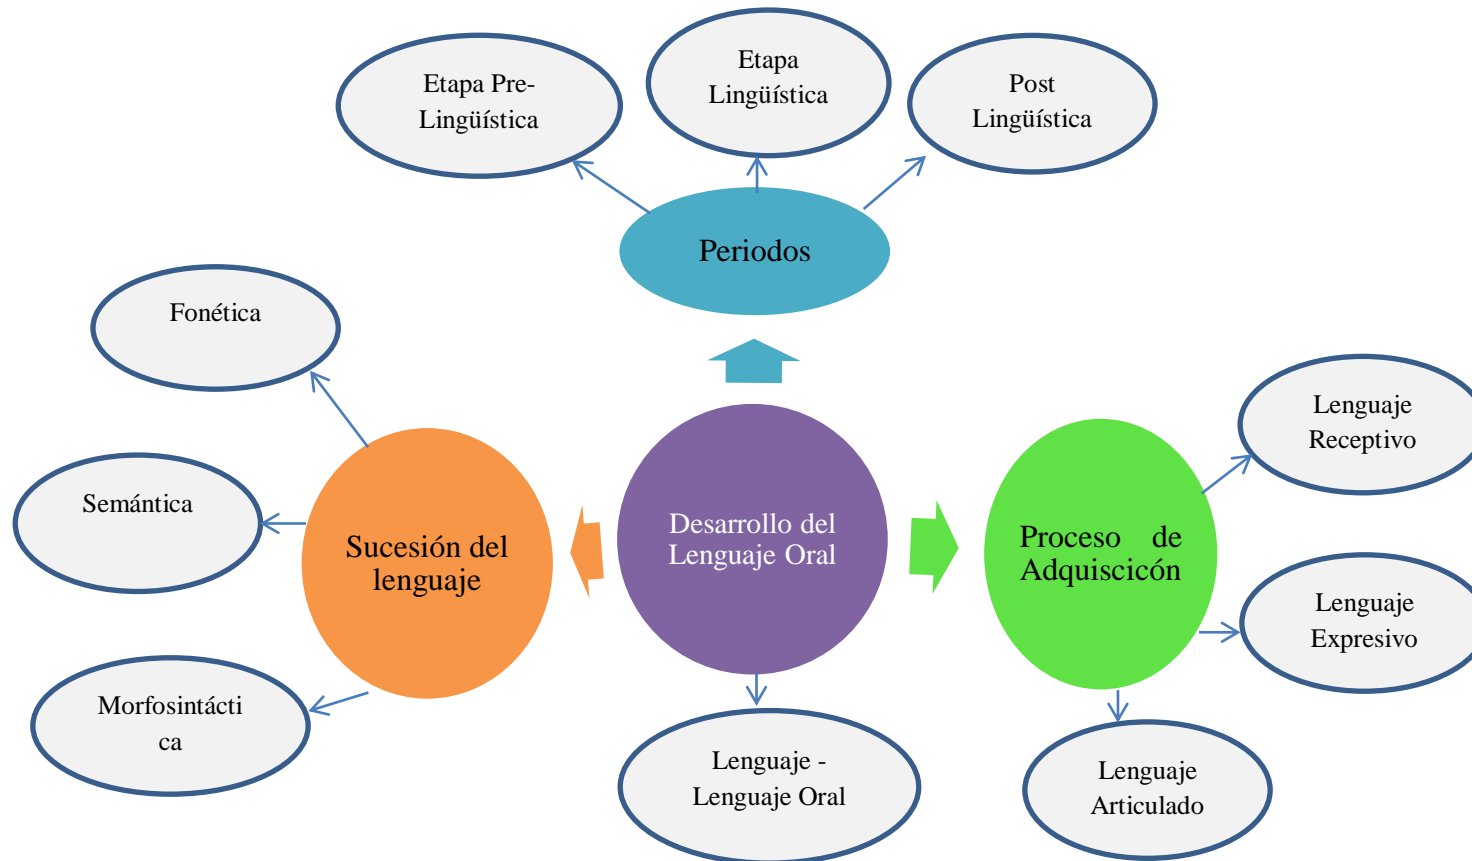 Etapa Pre-
Lingüística
Etapa
Lingüística
Post
Lingüística
Periodos
Fonética
Semántica
Morfosintácti
ca
Sucesión del
lenguaje
Desarrollo del
Lenguaje Oral
Proceso de
Adquiscicón
Lenguaje
Receptivo
Lenguaje
Expresivo
Lenguaje
Articulado
Lenguaje -
Lenguaje Oral